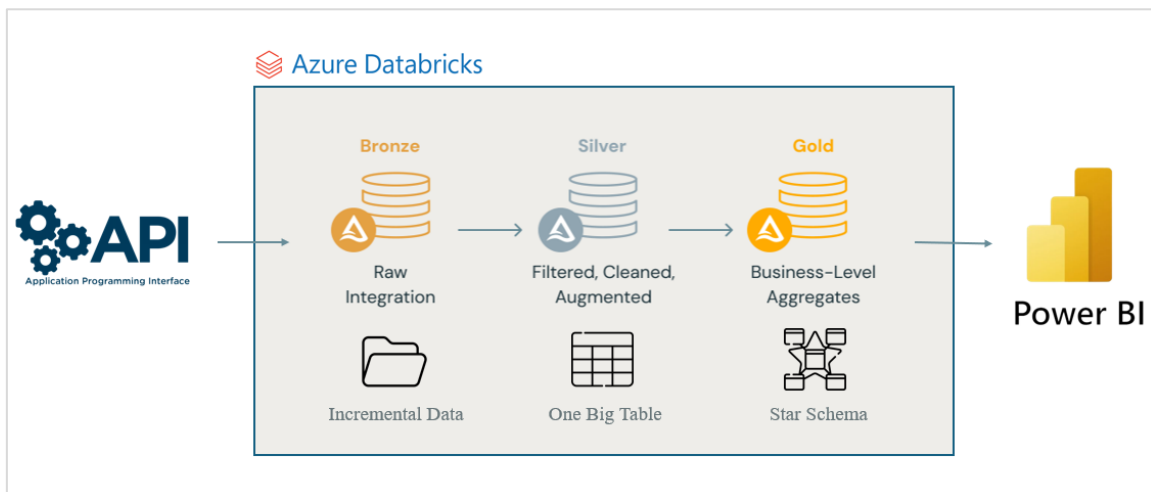 Azure Databricks
Bronze
Silver
Gold
API
Application Programming Interface
Raw
Integration
Filtered, Cleaned,
Augmented
Business-Level
Aggregates
Power BI
Incremental Data
One Big Table
Star Schema